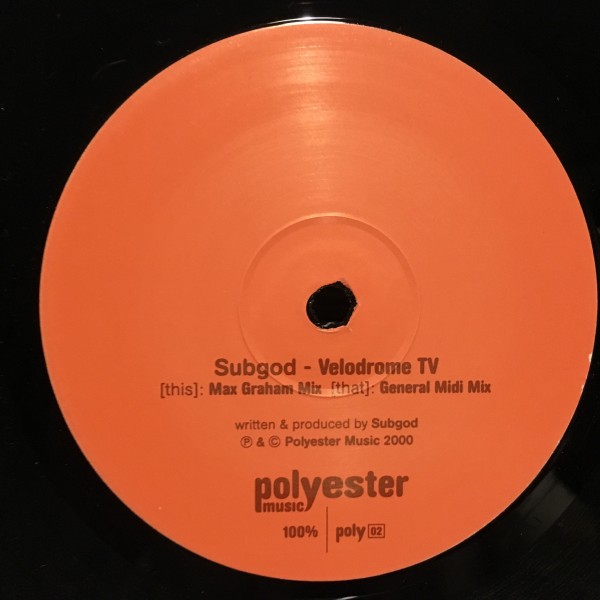 Subgod - Velodrome TV
[this]: Max Graham Mix [that]: General Midi Mix
written & produced by Subgod
℗ & © Polyester Music 2000
polyester
music
100% poly 02